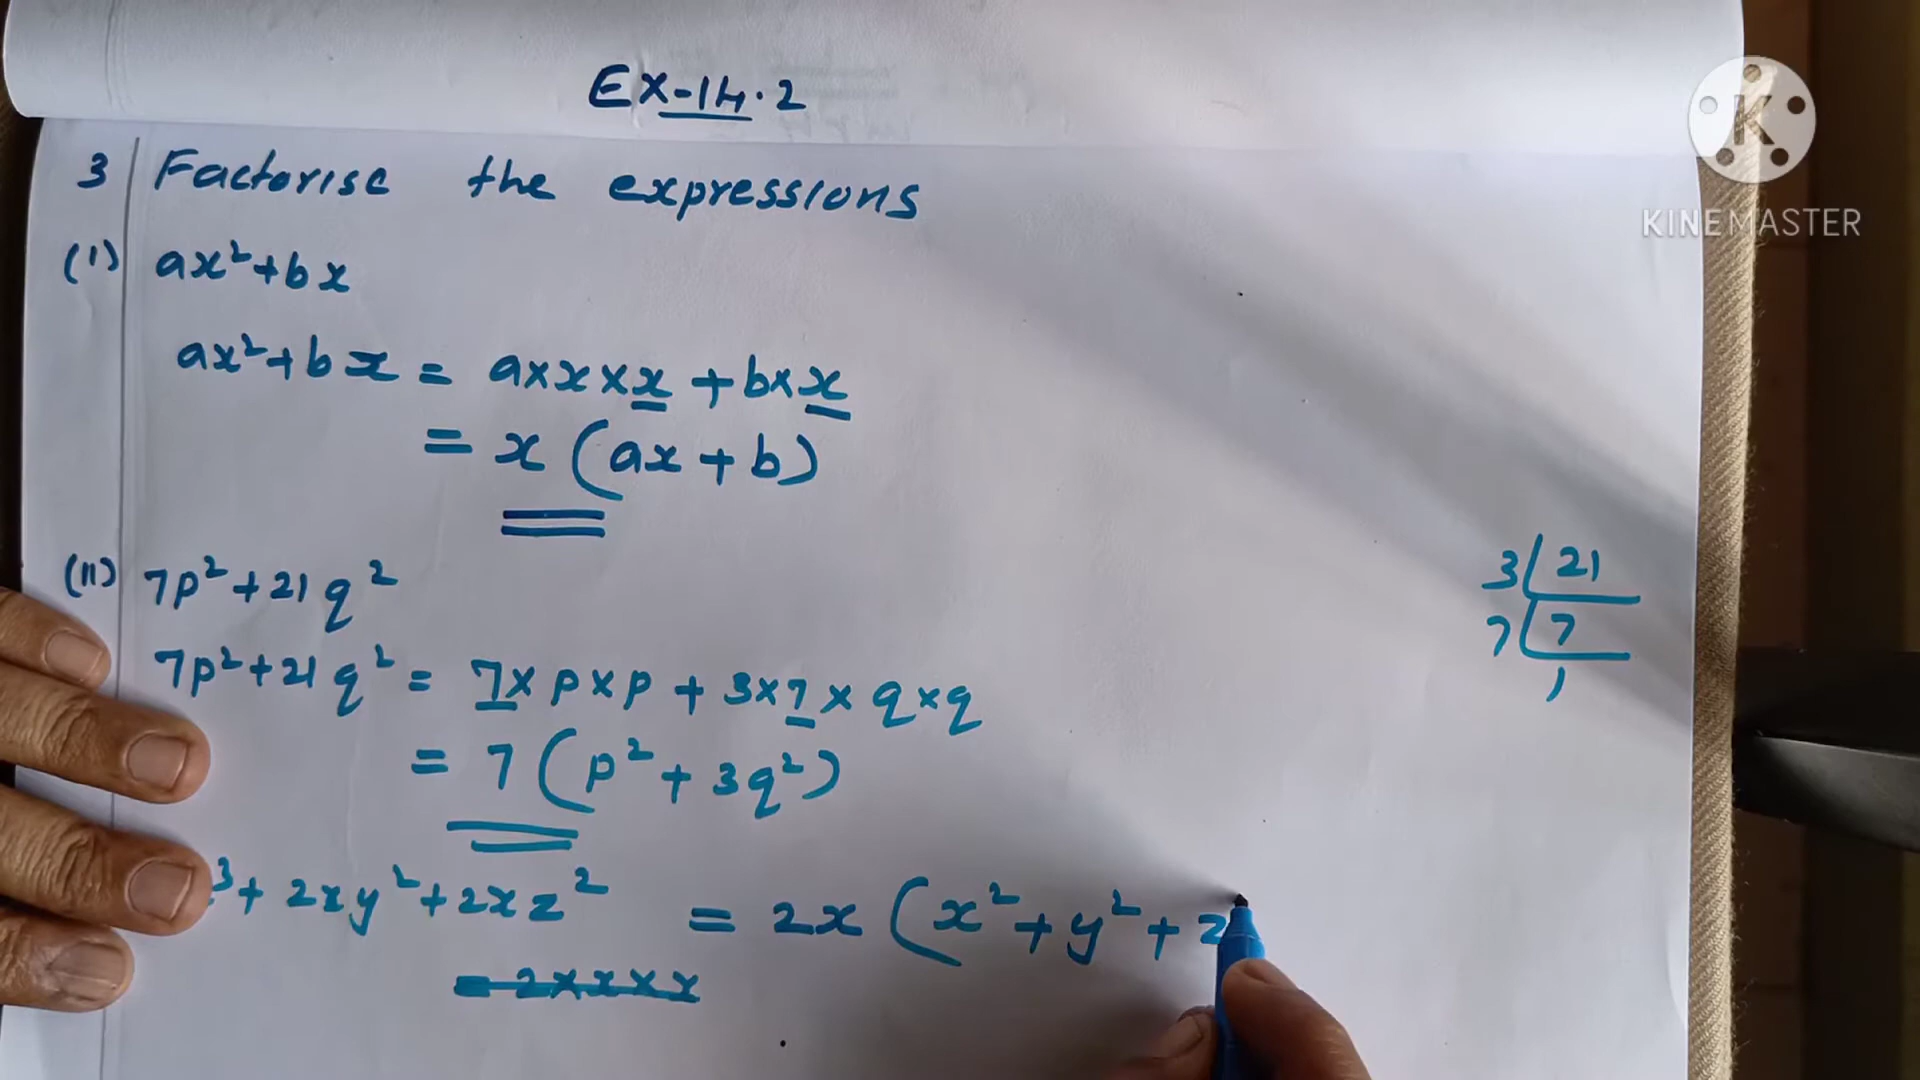 Ex-14.2
K
KINEMASTER
3 Factorise the expressions
(i) ax²+bx
ax²+bx = a×x×x + b×x
= x (ax + b)
(ii) 7p²+21q²
7p²+21q² = 7×p×p + 3×7×q×q
= 7 (p² + 3q²)
3 21
7 7
1
³+ 2xy²+2xz² = 2x (x²+y²+z
= 2×x×x